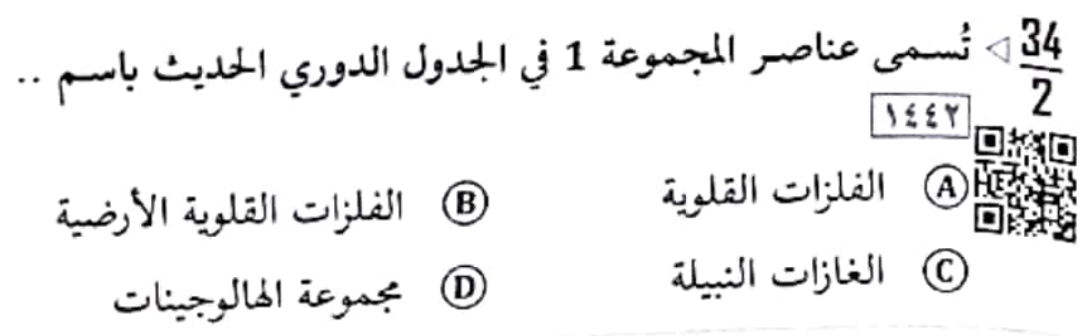 34/2 ◁ تُسمى عناصر المجموعة 1 في الجدول الدوري الحديث باسم ..
١٤٤٢
A الفلزات القلوية
B الفلزات القلوية الأرضية
C الغازات النبيلة
D مجموعة الهالوجينات